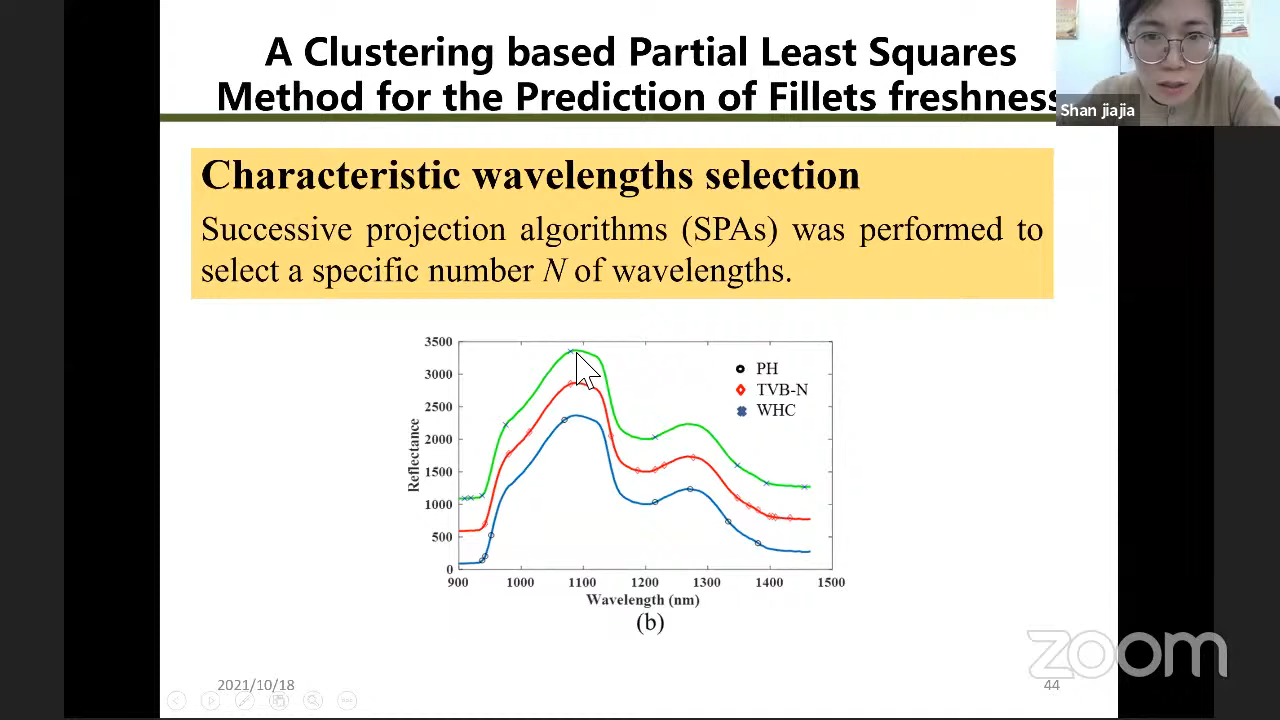 A Clustering based Partial Least Squares
Method for the Prediction of Fillets freshness
Shan jiajia
Characteristic wavelengths selection
Successive projection algorithms (SPAs) was performed to
select a specific number N of wavelengths.
3500
3000
2500
2000
1500
1000
500
0
Reflectance
PH
TVB-N
WHC
900 1000 1100 1200 1300 1400 1500
Wavelength (nm)
(b)
zoom
2021/10/18
44